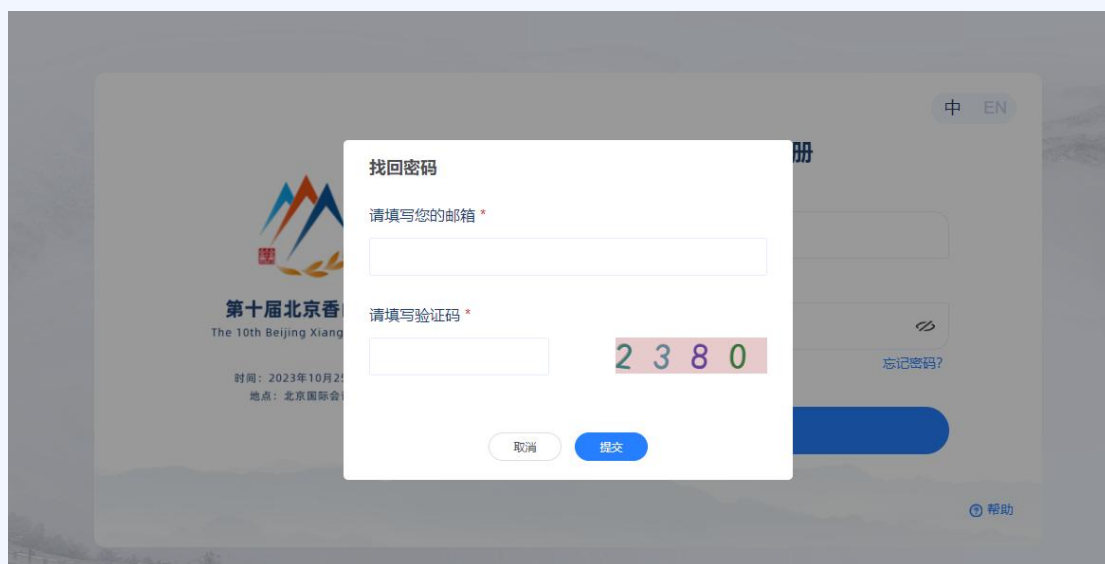 中 EN
册
找回密码
请填写您的邮箱 *
第十届北京香
The 10th Beijing Xiang
请填写验证码 *
2 3 8 0
忘记密码?
时间：2023年10月2
地点：北京国际会
取消 提交
帮助